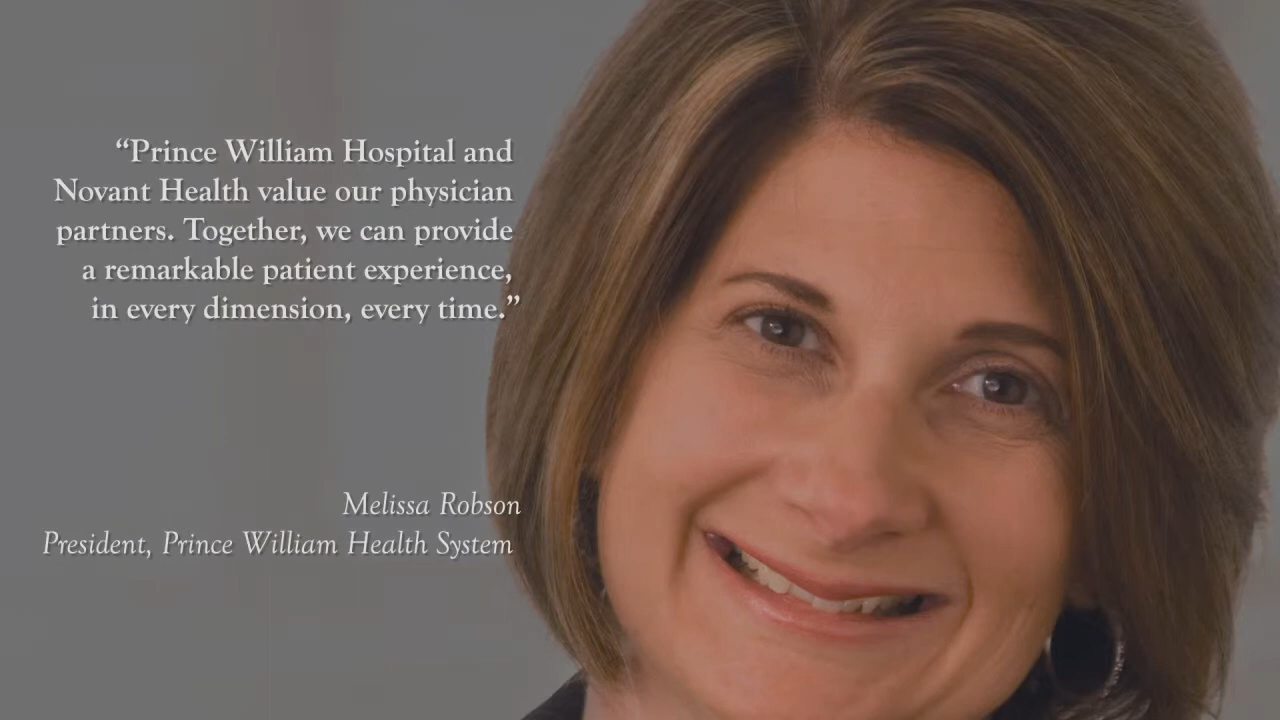 “Prince William Hospital and
Novant Health value our physician
partners. Together, we can provide
a remarkable patient experience,
in every dimension, every time.”
Melissa Robson
President, Prince William Health System